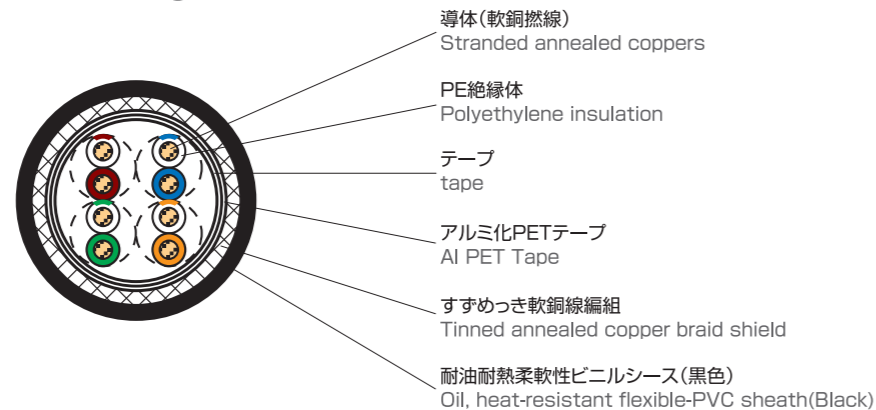 導体（軟銅撚線）
Stranded annealed coppers
PE絶縁体
Polyethylene insulation
テープ
tape
アルミ化PETテープ
Al PET Tape
すずめっき軟銅線編組
Tinned annealed copper braid shield
耐油耐熱柔軟性ビニルシース（黒色）
Oil, heat-resistant flexible-PVC sheath(Black)